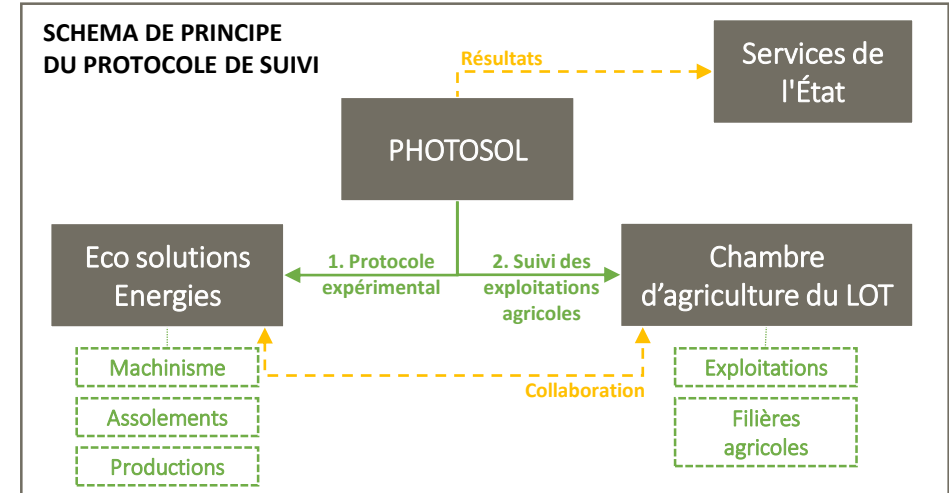 SCHEMA DE PRINCIPE
DU PROTOCOLE DE SUIVI
Résultats
Services de
l'État
PHOTOSOL
Eco solutions
Energies
1. Protocole
expérimental
2. Suivi des
exploitations
agricoles
Chambre
d'agriculture du LOT
Machinisme
Assolements
Productions
Collaboration
Exploitations
Filières
agricoles